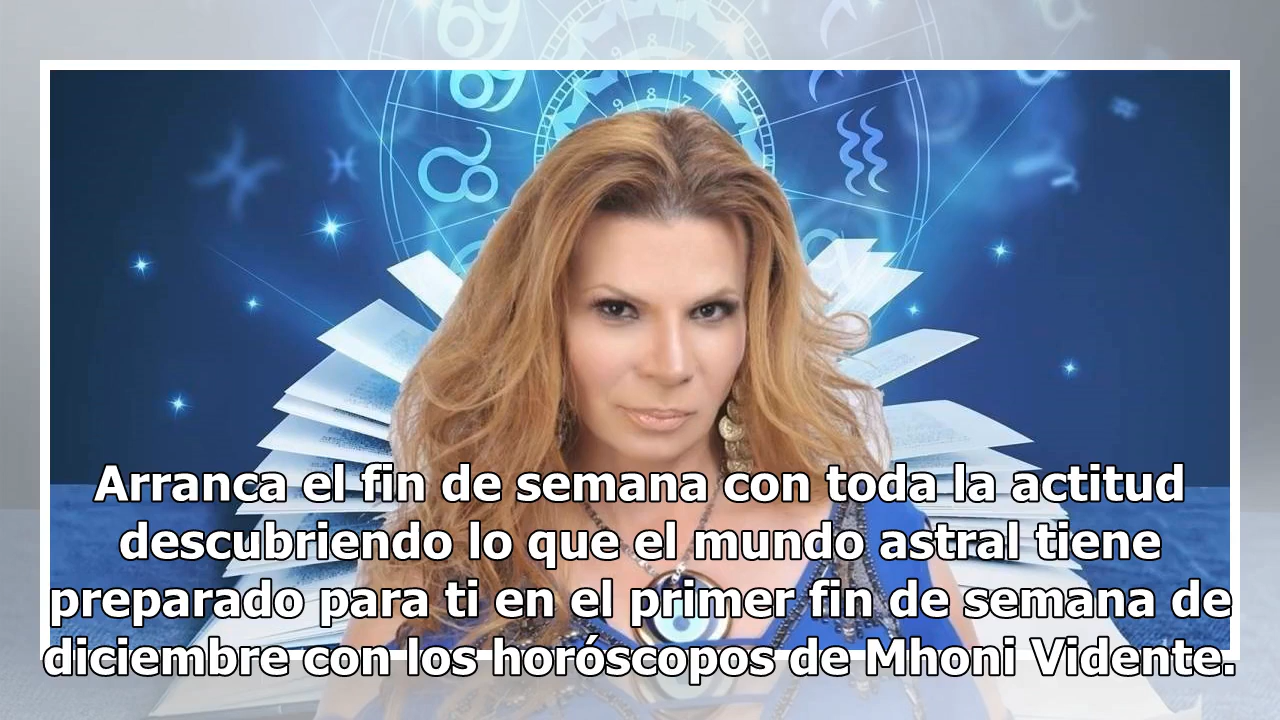 Arranca el fin de semana con toda la actitud
descubriendo lo que el mundo astral tiene
preparado para ti en el primer fin de semana de
diciembre con los horóscopos de Mhoni Vidente.